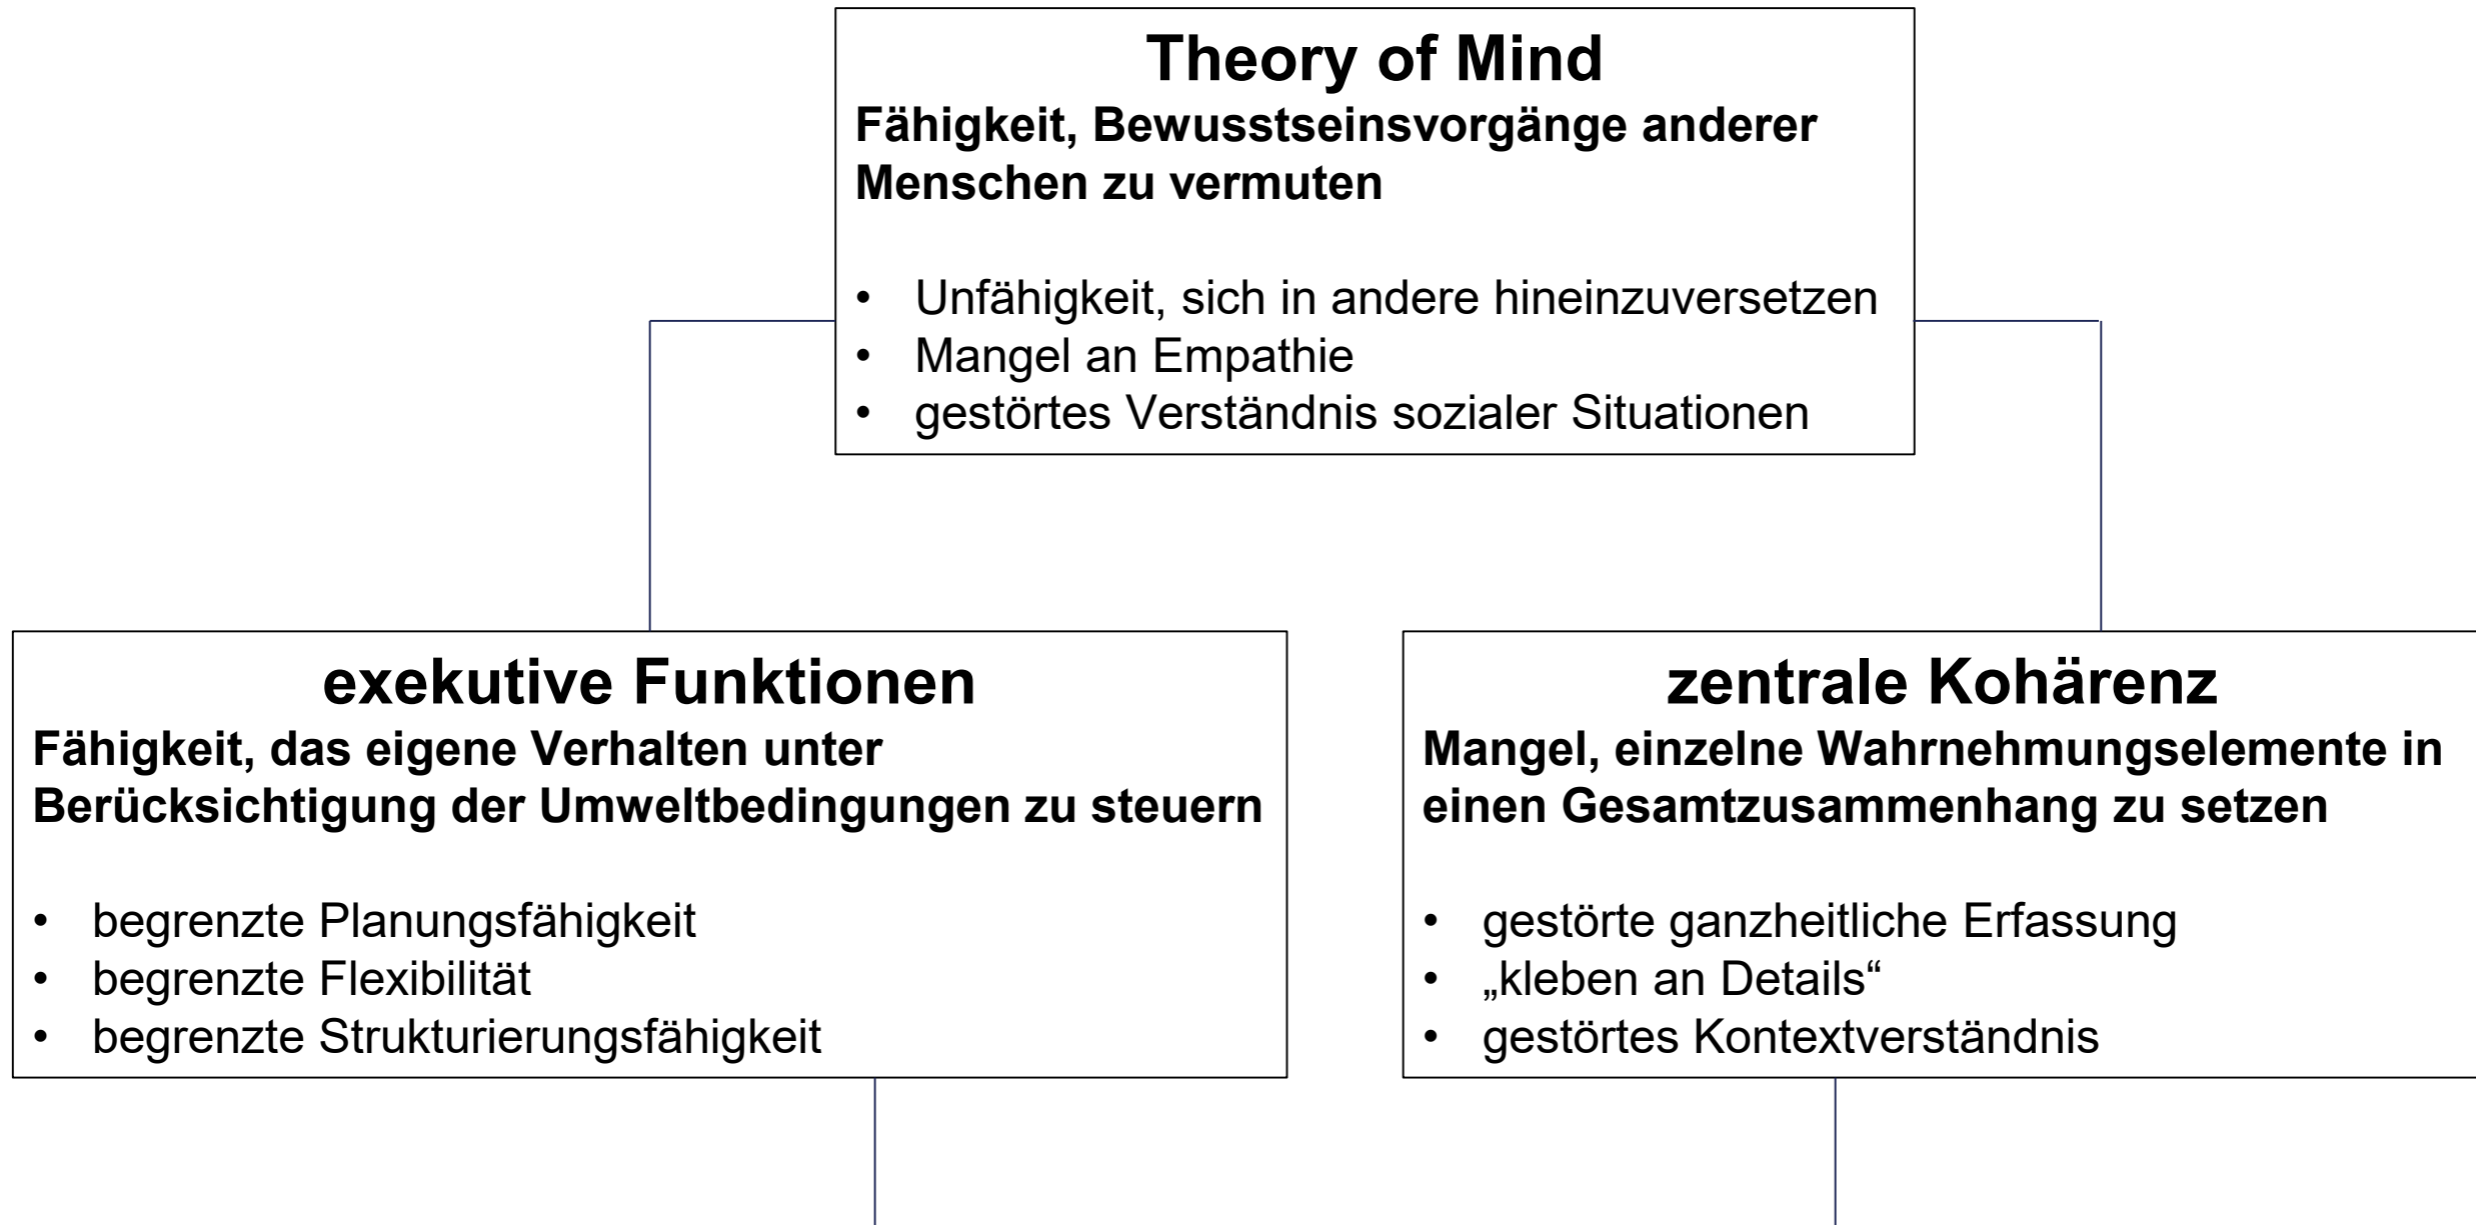 Theory of Mind
Fähigkeit, Bewusstseinsvorgänge anderer
Menschen zu vermuten
• Unfähigkeit, sich in andere hineinzuversetzen
• Mangel an Empathie
• gestörtes Verständnis sozialer Situationen
exekutive Funktionen
Fähigkeit, das eigene Verhalten unter
Berücksichtigung der Umweltbedingungen zu steuern
• begrenzte Planungsfähigkeit
• begrenzte Flexibilität
• begrenzte Strukturierungsfähigkeit
zentrale Kohärenz
Mangel, einzelne Wahrnehmungselemente in
einen Gesamtzusammenhang zu setzen
• gestörte ganzheitliche Erfassung
• „kleben an Details“
• gestörtes Kontextverständnis